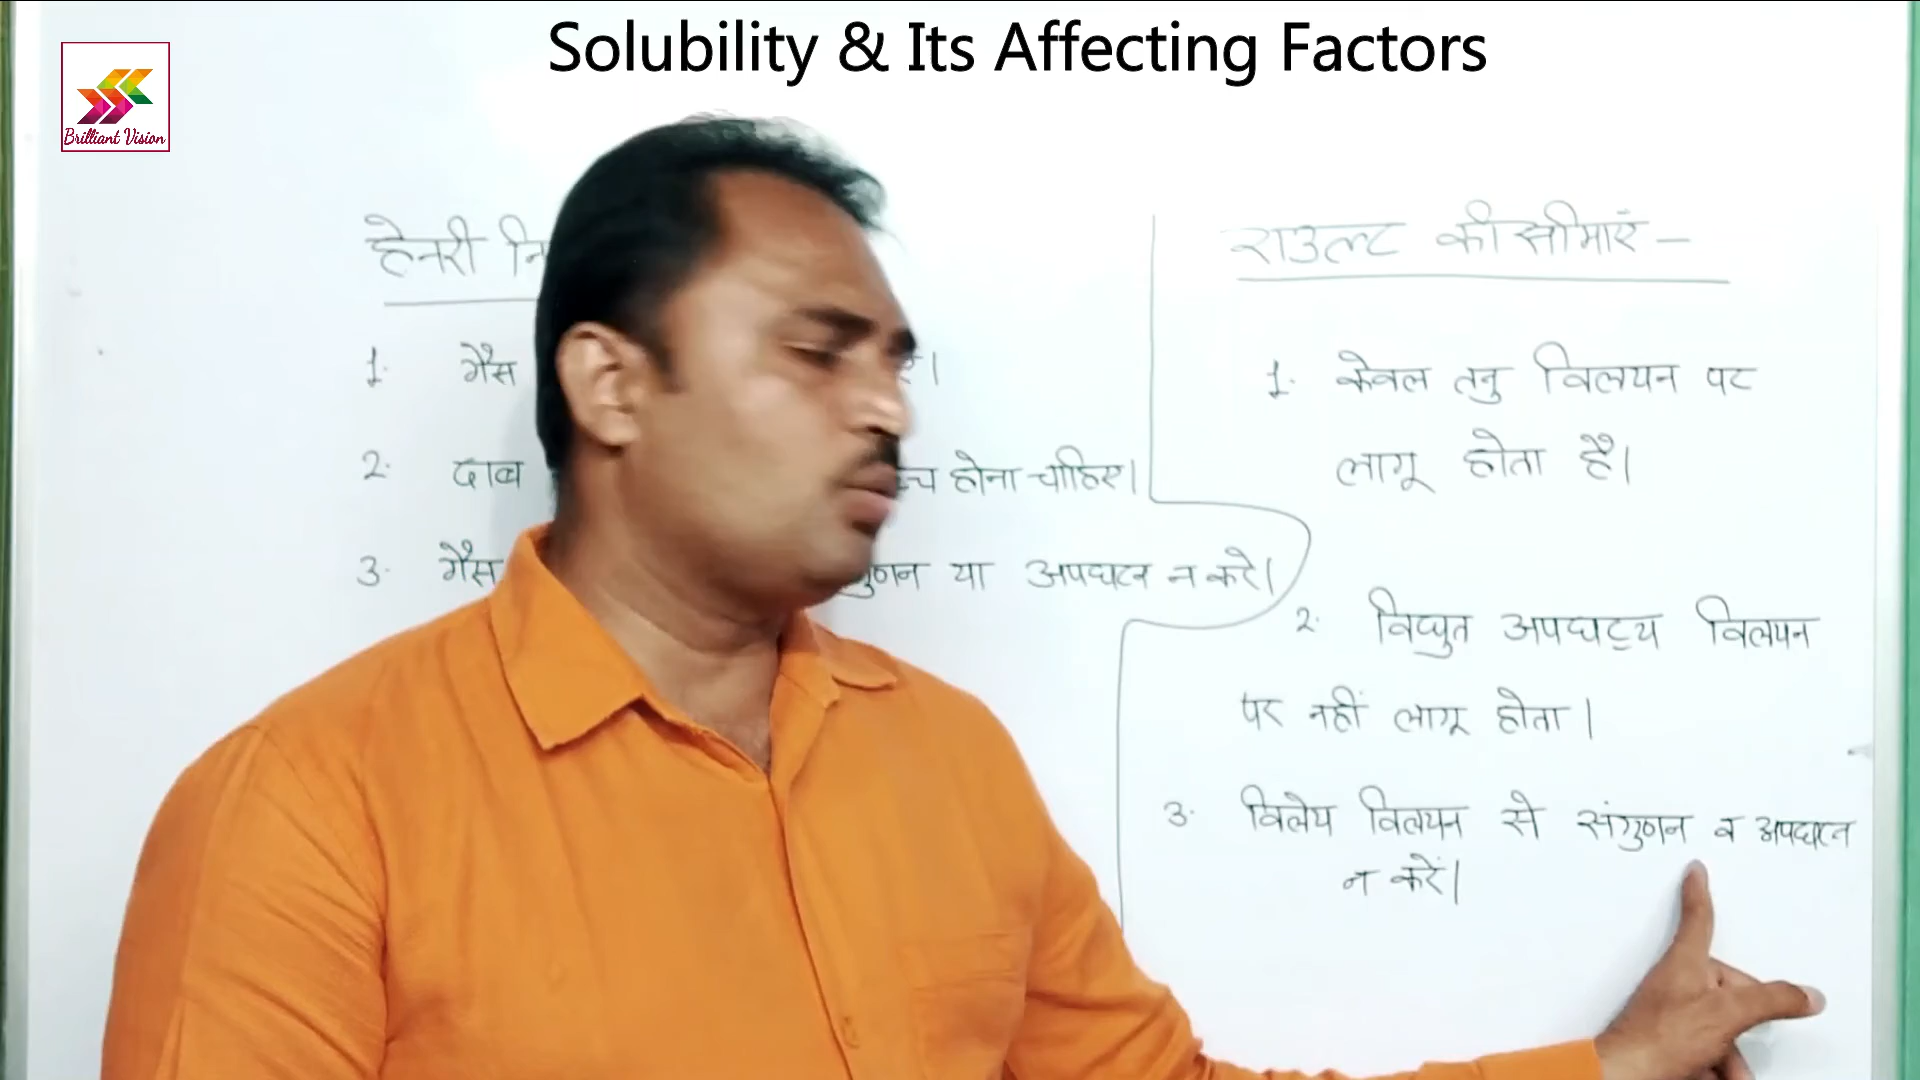 Solubility & Its Affecting Factors
Brilliant Vision
हेनरी
1. गैस
2. दाब होना चाहिए।
3. गैस या अपघटन न करे।
राउल्ट की सीमाएं –
1. केवल तनु विलयन पर
लागू होता है।
2. विद्युत अपघट्य विलयन
पर नहीं लागू होता।
3. विलेय विलयन से संगुणन व अपघटन
न करें।